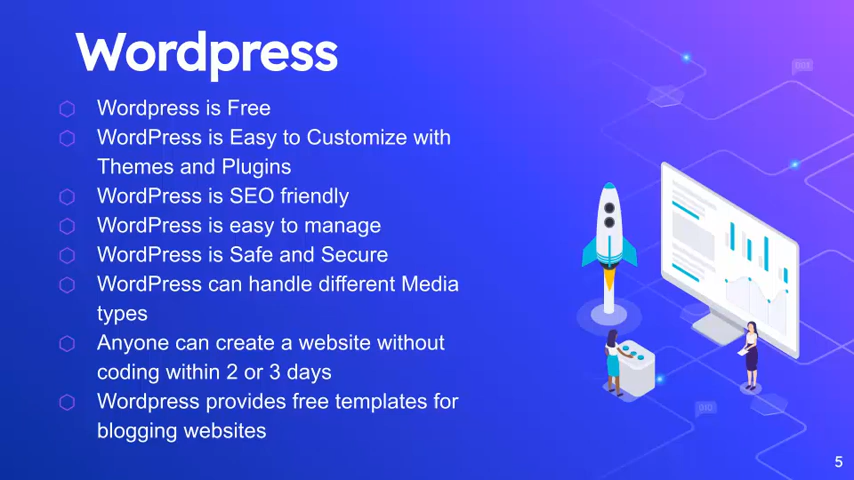 Wordpress
Wordpress is Free
WordPress is Easy to Customize with
Themes and Plugins
WordPress is SEO friendly
WordPress is easy to manage
WordPress is Safe and Secure
WordPress can handle different Media
types
Anyone can create a website without
coding within 2 or 3 days
Wordpress provides free templates for
blogging websites
5